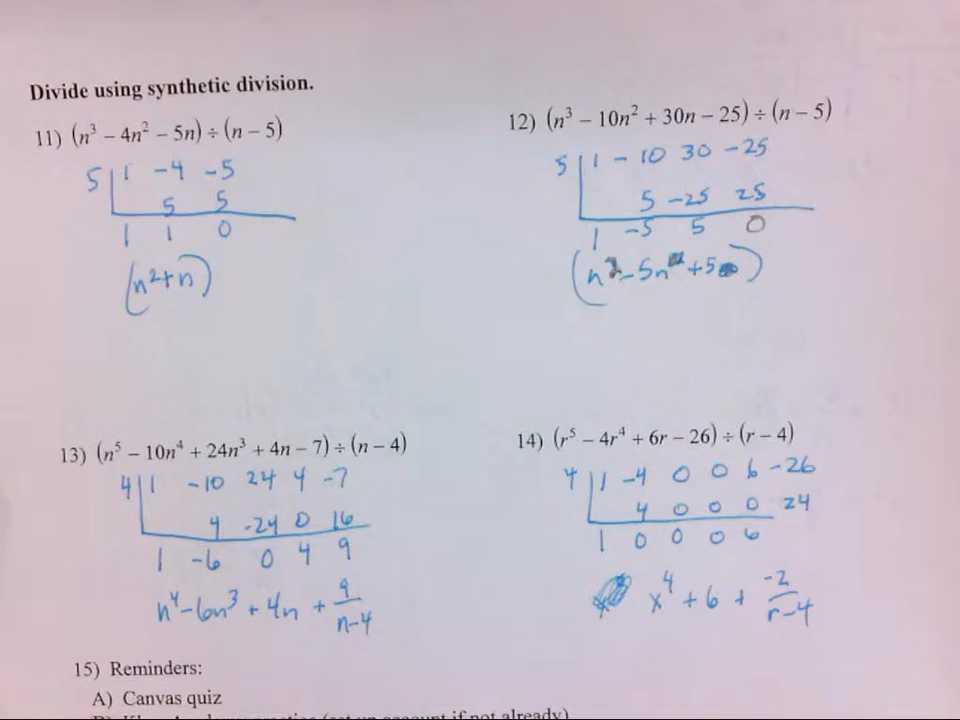 Divide using synthetic division.
11) (n³ – 4n² – 5n) ÷ (n – 5)
5 | 1 -4 -5
5 5
1 1 0
(n²+n)
12) (n³ – 10n² + 30n – 25) ÷ (n – 5)
5 | 1 -10 30 -25
5 -25 25
1 -5 5 0
(n²-5n +5)
13) (n⁵ – 10n⁴ + 24n³ + 4n – 7) ÷ (n – 4)
4 | 1 -10 24 4 -7
4 -24 0 16
1 -6 0 4 9
n⁴-6n³ + 4n + 9/(n-4)
14) (r⁵ – 4r⁴ + 6r – 26) ÷ (r – 4)
4 | 1 -4 0 0 6 -26
4 0 0 0 24
1 0 0 0 6
x⁴ + 6 + -2/(r-4)
15) Reminders:
A) Canvas quiz
account if not already)